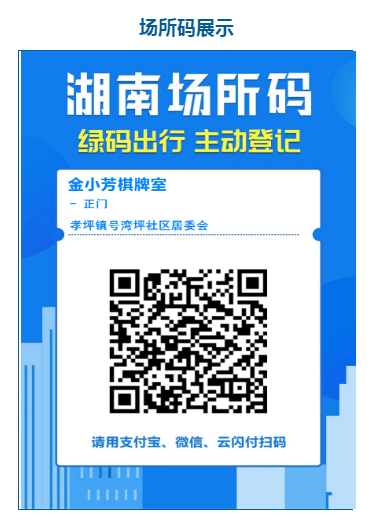 场所码展示
湖南场所码
绿码出行 主动登记
金小芳棋牌室
- 正门
孝坪镇号湾坪社区居委会
请用支付宝、微信、云闪付扫码